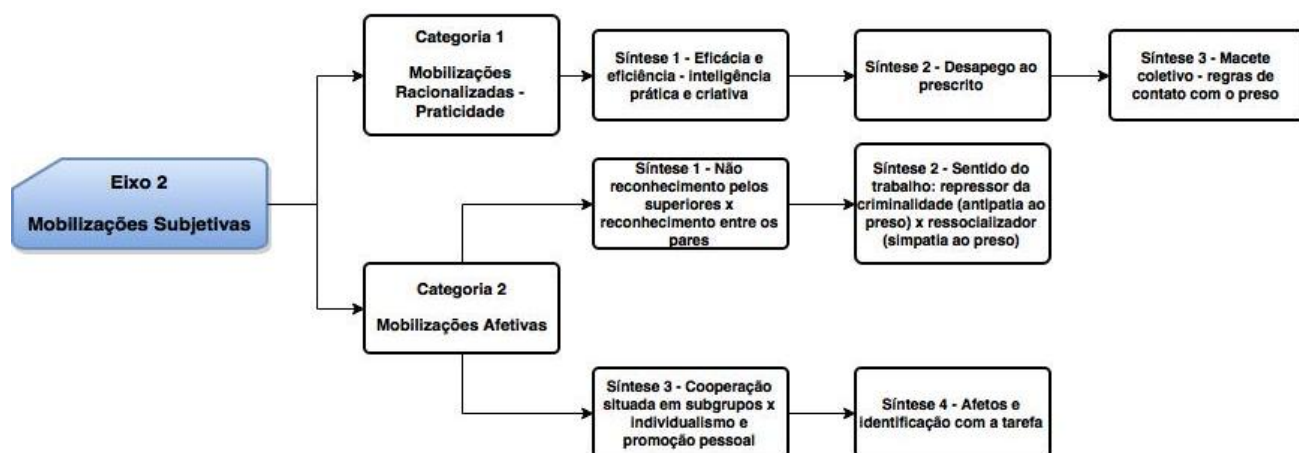 Categoria 1
Mobilizações
Racionalizadas -
Praticidade
Síntese 1 - Eficácia e
eficiência - inteligência
prática e criativa
Síntese 2 - Desapego ao
prescrito
Síntese 3 - Macete
coletivo - regras de
contato com o preso
Eixo 2
Mobilizações Subjetivas
Síntese 1 - Não
reconhecimento pelos
superiores x
reconhecimento entre os
pares
Síntese 2 - Sentido do
trabalho: repressor da
criminalidade (antipatia ao
preso) x ressocializador
(simpatia ao preso)
Categoria 2
Mobilizações Afetivas
Síntese 3 - Cooperação
situada em subgrupos x
individualismo e
promoção pessoal
Síntese 4 - Afetos e
identificação com a tarefa